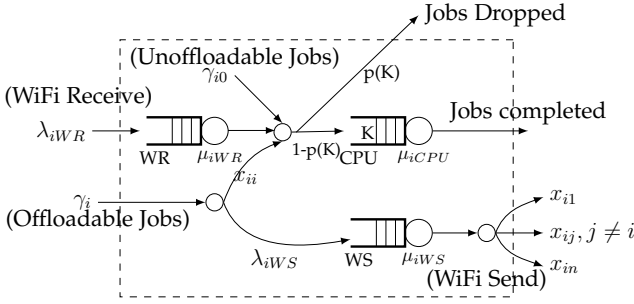 Jobs Dropped
(Unoffloadable Jobs)
γ_{i0}
p(K)
(WiFi Receive)
λ_{iWR}
Jobs completed
K
WR
μ_{iWR}
1-p(K)
CPU
μ_{iCPU}
x_{ii}
γ_i
(Offloadable Jobs)
x_{i1}
x_{ij}, j ≠ i
λ_{iWS}
WS
μ_{iWS}
x_{in}
(WiFi Send)